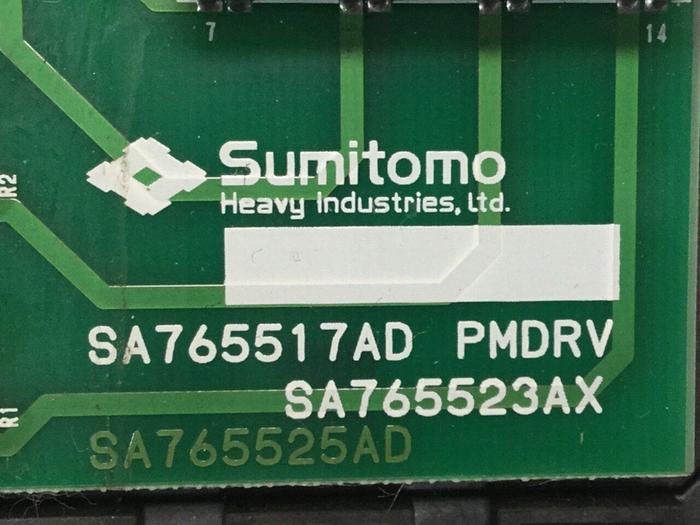 7
14
Sumitomo
Heavy Industries, Ltd.
R2
SA765517AD PMDRV
SA765523AX
R1
SA765525AD